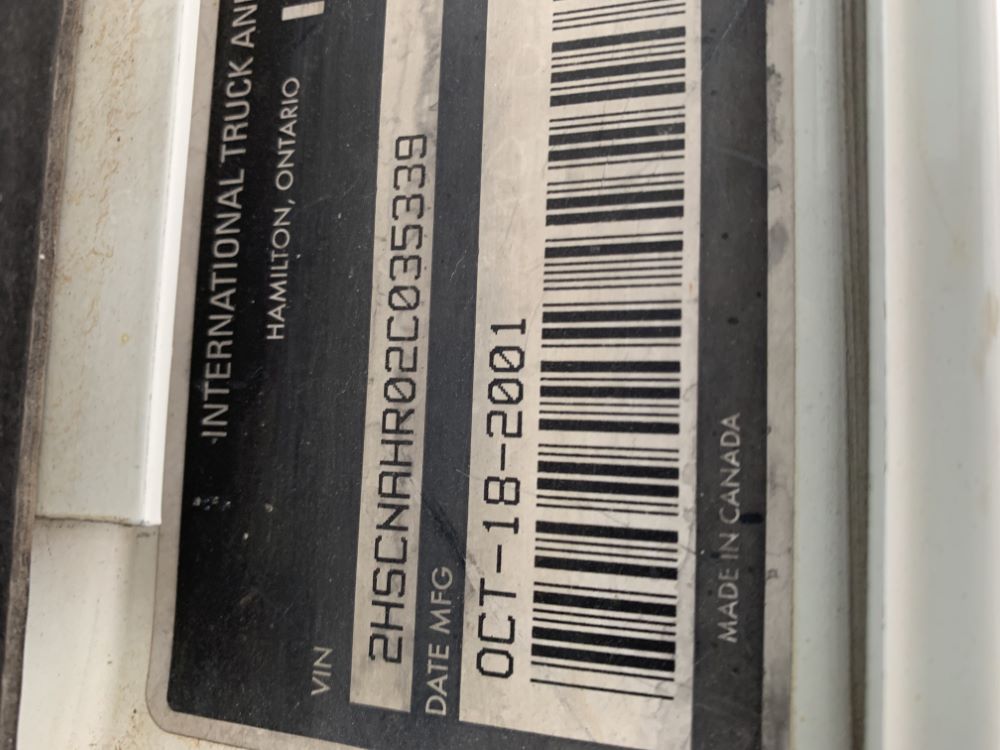 INTERNATIONAL TRUCK AN
HAMILTON, ONTARIO
VIN
2HSCNAHR02C035339
DATE MFG
OCT-18-2001
MADE IN CANADA